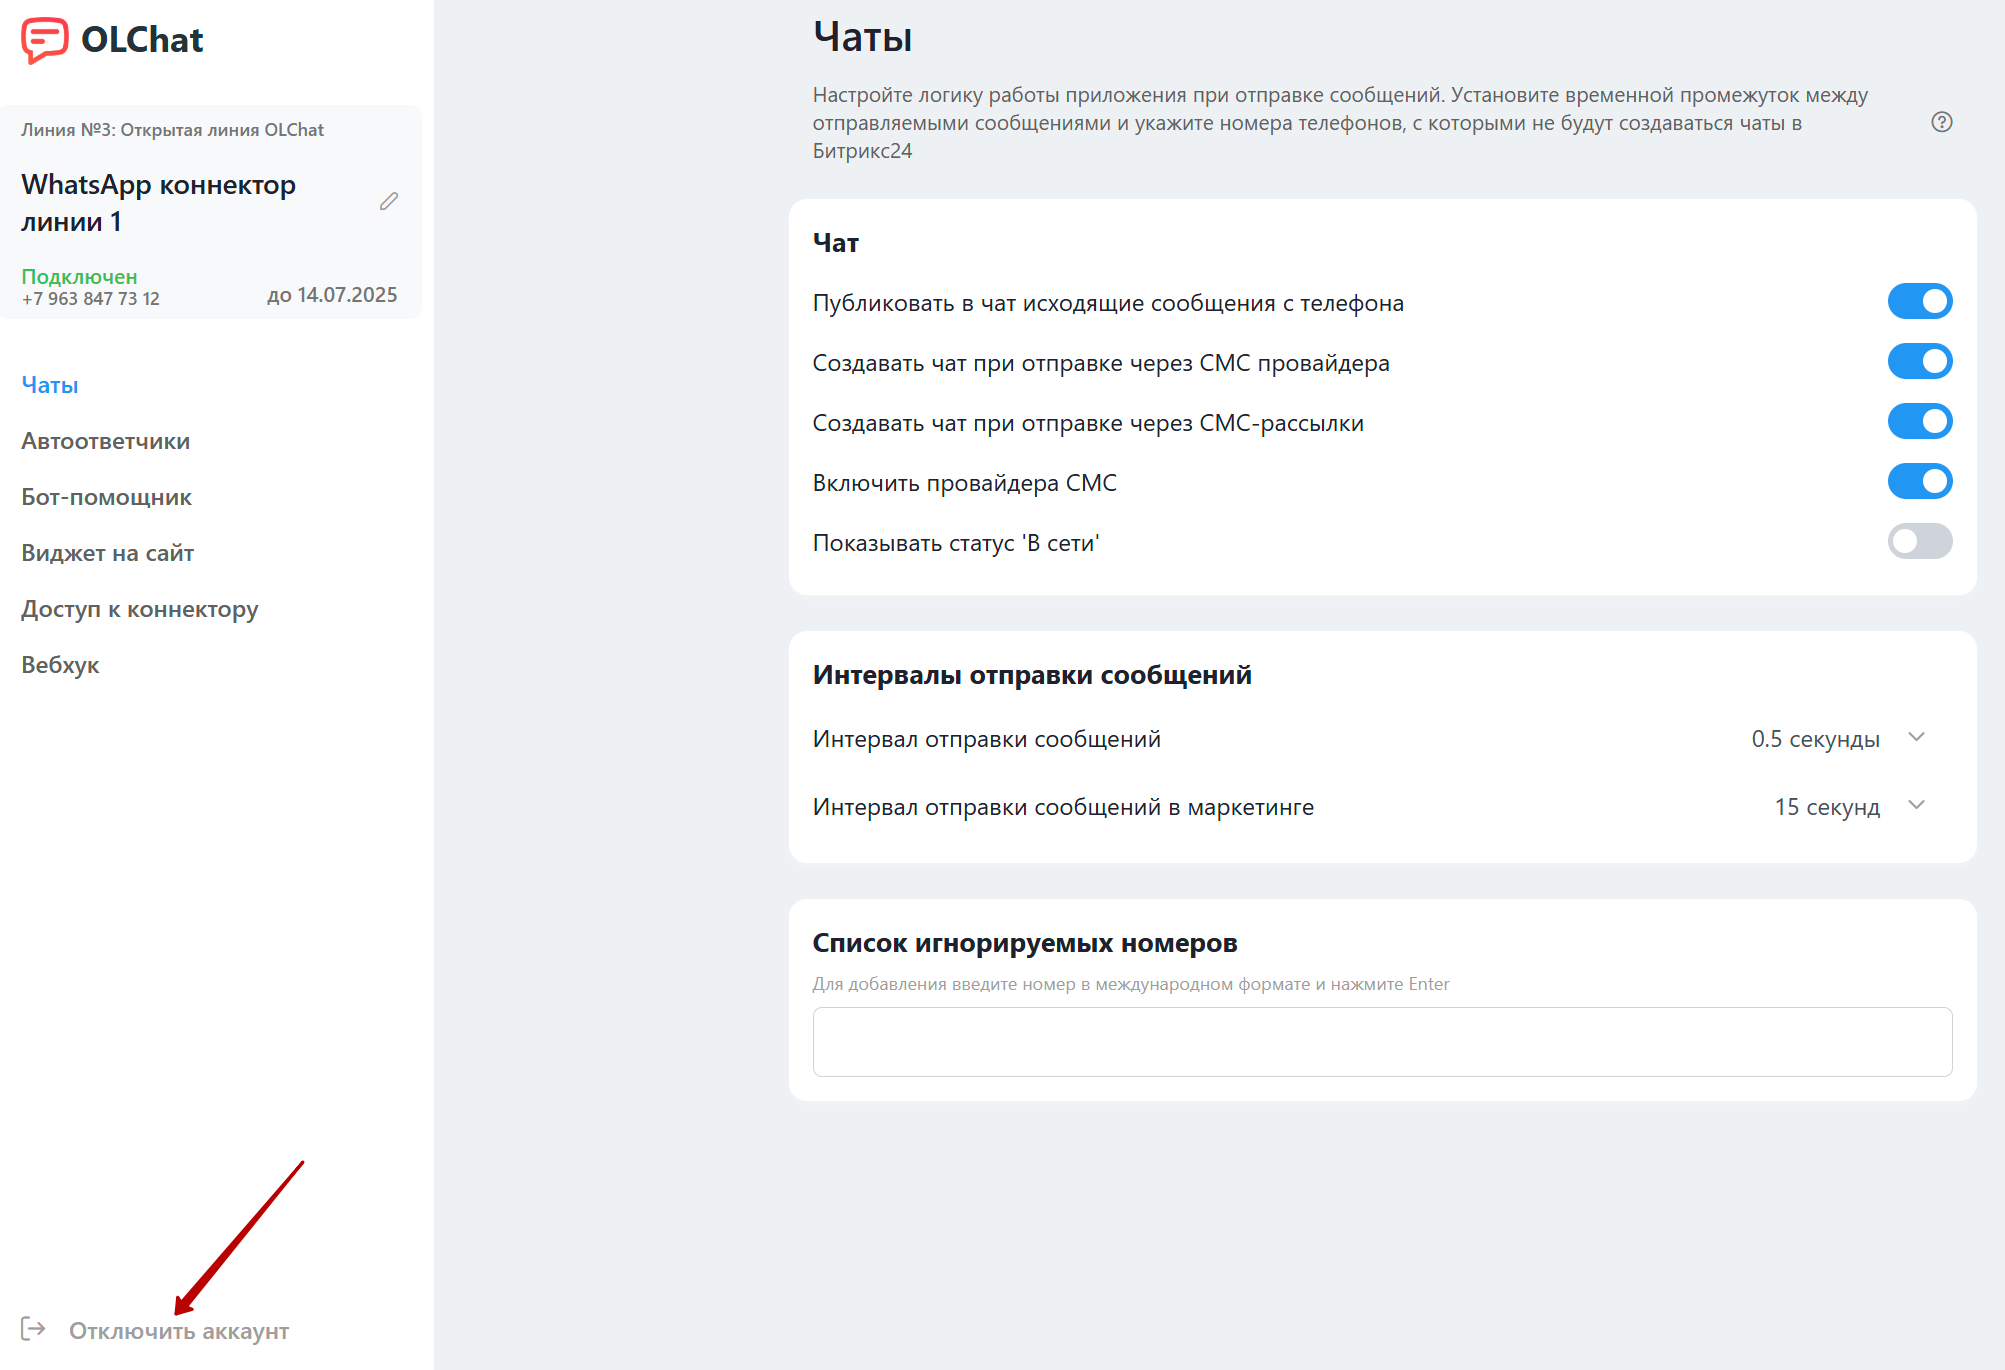 OLChat
Линия №3: Открытая линия OLChat
WhatsApp коннектор
линии 1
Подключен
+7 963 847 73 12
до 14.07.2025
Чаты
Автоответчики
Бот-помощник
Виджет на сайт
Доступ к коннектору
Вебхук
Отключить аккаунт
Чаты
Настройте логику работы приложения при отправке сообщений. Установите временной промежуток между
отправляемыми сообщениями и укажите номера телефонов, с которыми не будут создаваться чаты в
Битрикс24
Чат
Публиковать в чат исходящие сообщения с телефона
Создавать чат при отправке через СМС провайдера
Создавать чат при отправке через СМС-рассылки
Включить провайдера СМС
Показывать статус 'В сети'
Интервалы отправки сообщений
Интервал отправки сообщений
0.5 секунды
Интервал отправки сообщений в маркетинге
15 секунд
Список игнорируемых номеров
Для добавления введите номер в международном формате и нажмите Enter